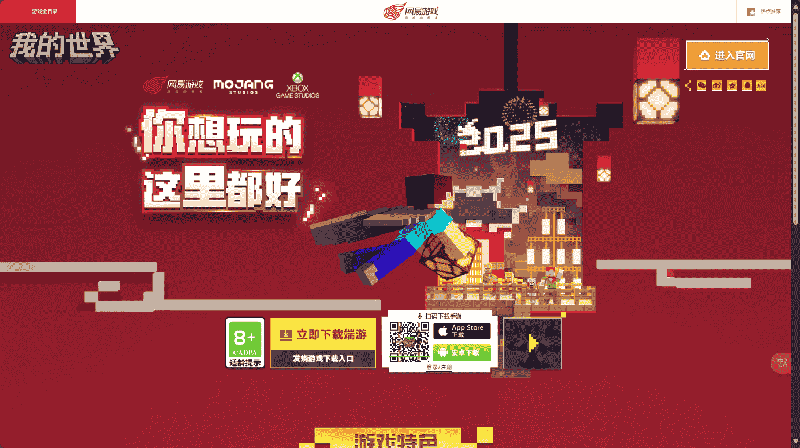 网易游戏
我的世界
进入官网
网易游戏
MOJANG
STUDIOS
XBOX
GAME STUDIOS
你想玩的
这里都好
2025
8+
CADPA
适龄提示
立即下载端游
发烧游戏下载入口
扫码下载手游
App Store
下载
安卓下载
游戏特色